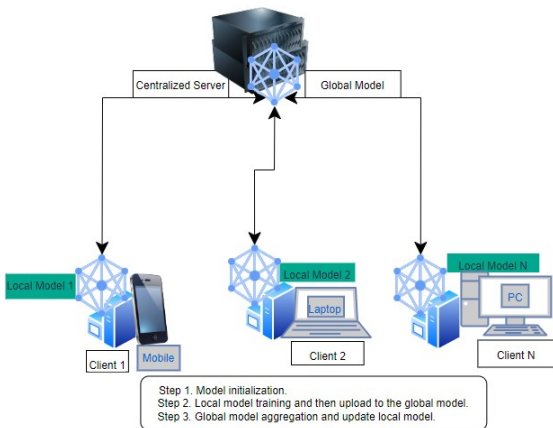 Centralized Server
Global Model
Local Model 1
Local Model 2
Local Model N
Laptop
PC
Client 1
Mobile
Client 2
Client N
Step 1. Model initialization.
Step 2. Local model training and then upload to the global model.
Step 3. Global model aggregation and update local model.